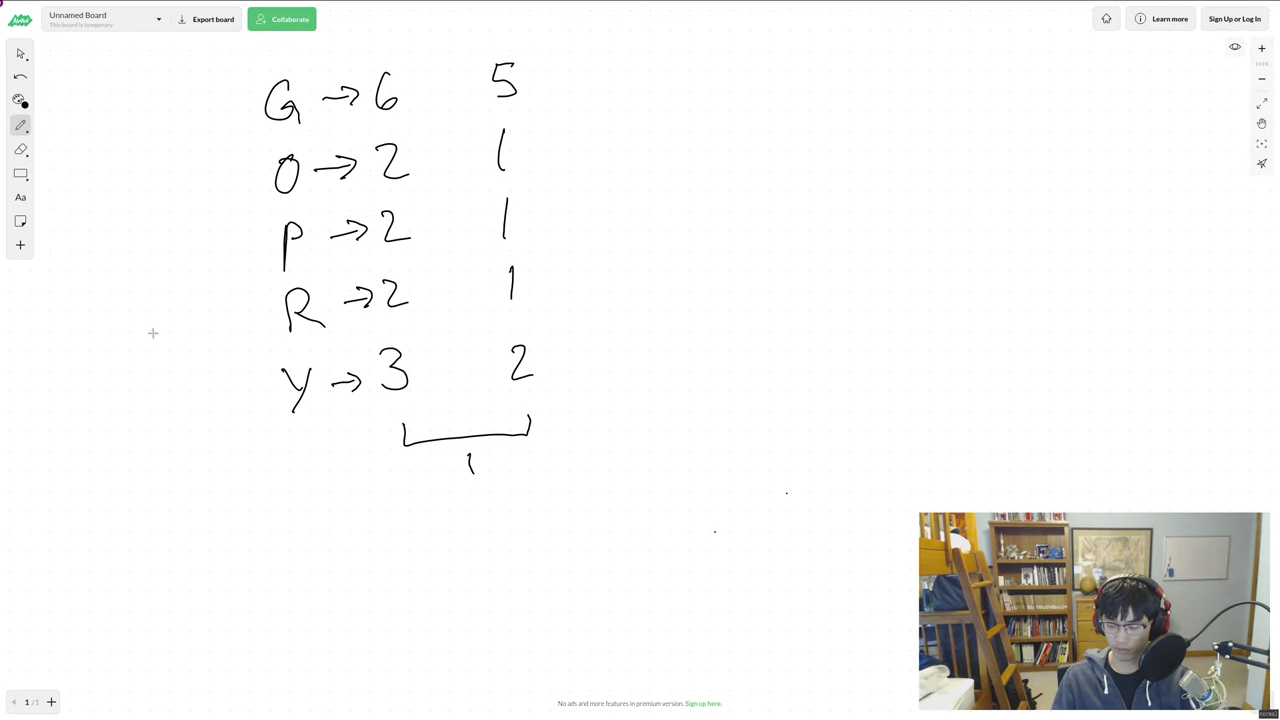 Unnamed Board
This board is temporary
Export board
Collaborate
Learn more
Sign Up or Log In
Aa
G → 6 5
O → 2 1
P → 2 1
R → 2 1
Y → 3 2
1
1 /1
No ads and more features in premium version. Sign up here.
normal